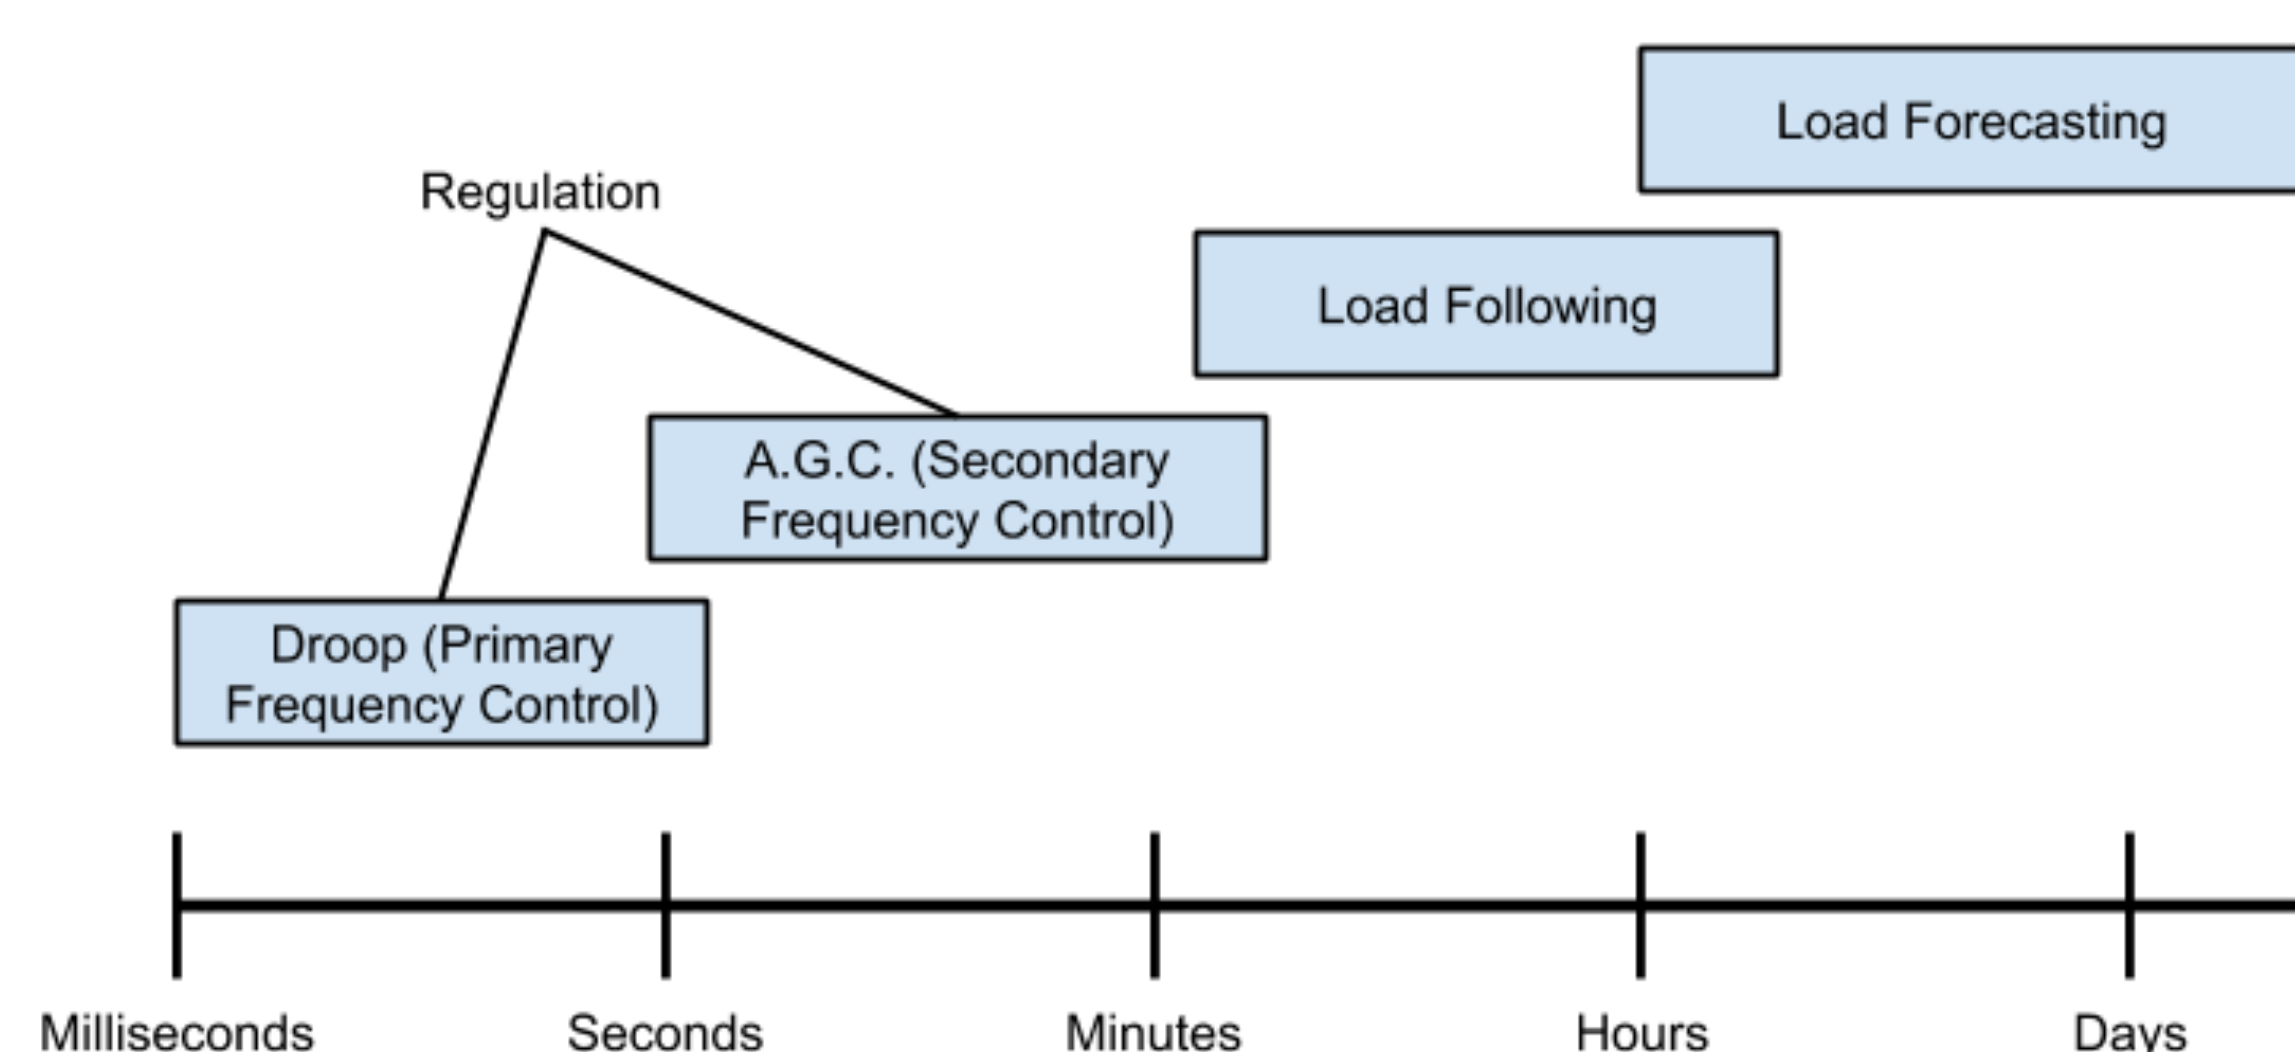 Load Forecasting
Regulation
Load Following
A.G.C. (Secondary
Frequency Control)
Droop (Primary
Frequency Control)
Milliseconds
Seconds
Minutes
Hours
Days